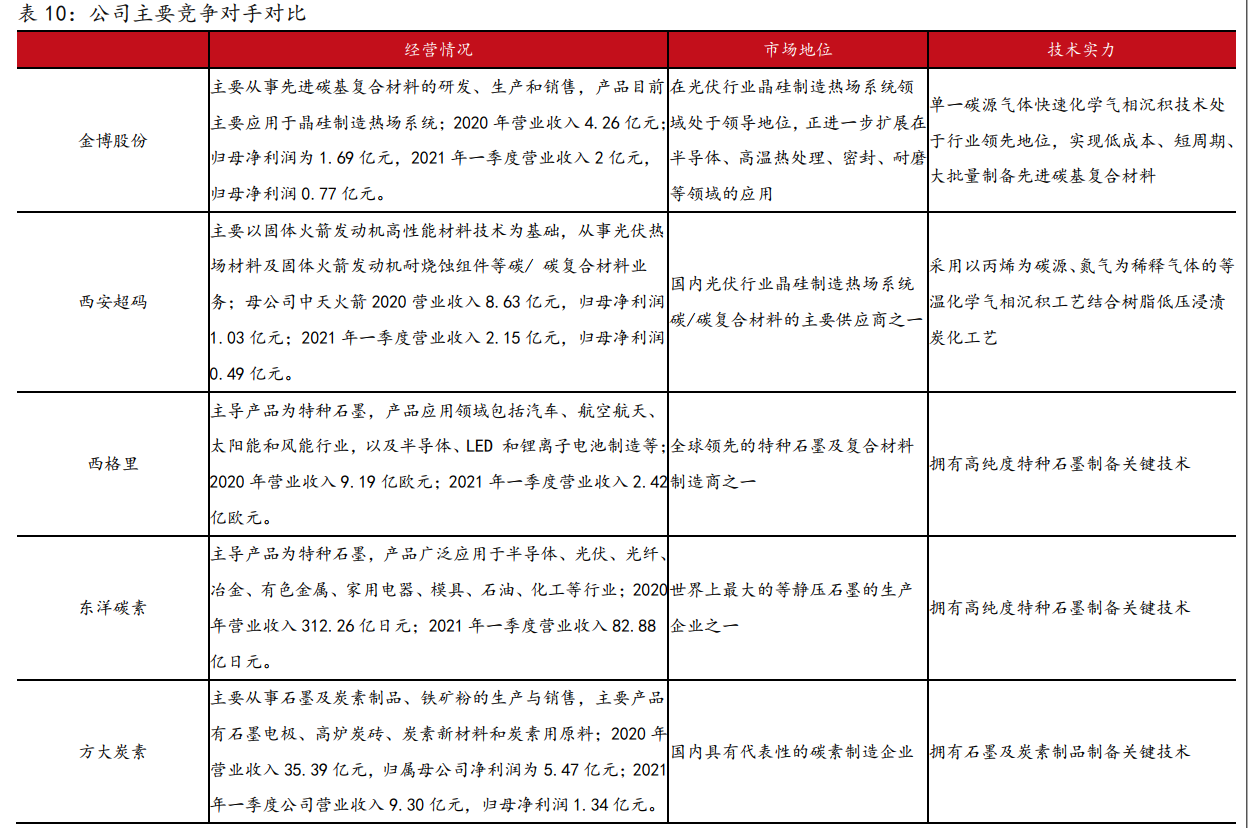 表 10：公司主要竞争对手对比
经营情况
市场地位
技术实力
金博股份
主要从事先进碳基复合材料的研发、生产和销售，产品目前
主要应用于晶硅制造热场系统；2020 年营业收入 4.26 亿元；
归母净利润为 1.69 亿元，2021 年一季度营业收入 2 亿元，
归母净利润 0.77 亿元。
在光伏行业晶硅制造热场系统领
域处于领导地位，正进一步扩展在
半导体、高温热处理、密封、耐磨
等领域的应用
单一碳源气体快速化学气相沉积技术处
于行业领先地位，实现低成本、短周期、
大批量制备先进碳基复合材料
西安超码
主要以固体火箭发动机高性能材料技术为基础，从事光伏热
场材料及固体火箭发动机耐烧蚀组件等碳/ 碳复合材料业
务；母公司中天火箭 2020 营业收入 8.63 亿元，归母净利润
1.03 亿元；2021 年一季度营业收入 2.15 亿元，归母净利润
0.49 亿元。
国内光伏行业晶硅制造热场系统
碳/碳复合材料的主要供应商之一
采用以丙烯为碳源、氮气为稀释气体的等
温化学气相沉积工艺结合树脂低压浸渍
炭化工艺
西格里
主导产品为特种石墨，产品应用领域包括汽车、航空航天、
太阳能和风能行业，以及半导体、LED 和锂离子电池制造等；
2020 年营业收入 9.19 亿欧元；2021 年一季度营业收入 2.42
亿欧元。
全球领先的特种石墨及复合材料
制造商之一
拥有高纯度特种石墨制备关键技术
东洋碳素
主导产品为特种石墨，产品广泛应用于半导体、光伏、光纤、
冶金、有色金属、家用电器、模具、石油、化工等行业；2020
年营业收入 312.26 亿日元；2021 年一季度营业收入 82.88
亿日元。
世界上最大的等静压石墨的生产
企业之一
拥有高纯度特种石墨制备关键技术
方大炭素
主要从事石墨及炭素制品、铁矿粉的生产与销售，主要产品
有石墨电极、高炉炭砖、炭素新材料和炭素用原料；2020 年
营业收入 35.39 亿元，归属母公司净利润为 5.47 亿元；2021
年一季度公司营业收入 9.30 亿元，归母净利润 1.34 亿元。
国内具有代表性的碳素制造企业
拥有石墨及炭素制品制备关键技术